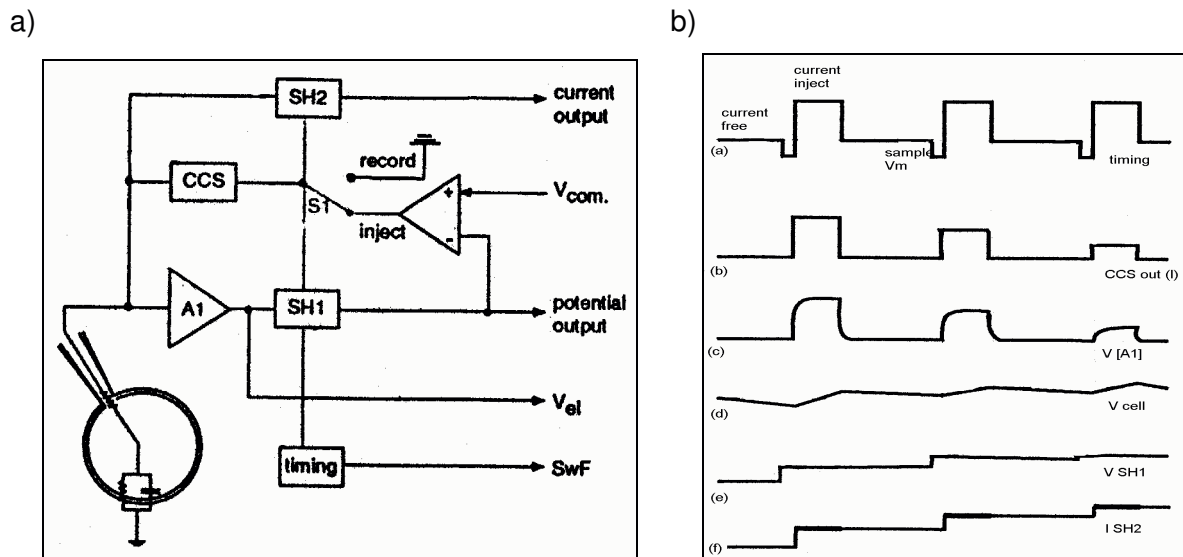 a)
SH2
current
output
record
CCS
S1
+
V com.
inject
-
A1
SH1
potential
output
V el
timing
SwF
b)
current
inject
current
free
(a)
sample
Vm
timing
(b)
CCS out (I)
(c)
V [A1]
(d)
V cell
(e)
V SH1
(f)
I SH2